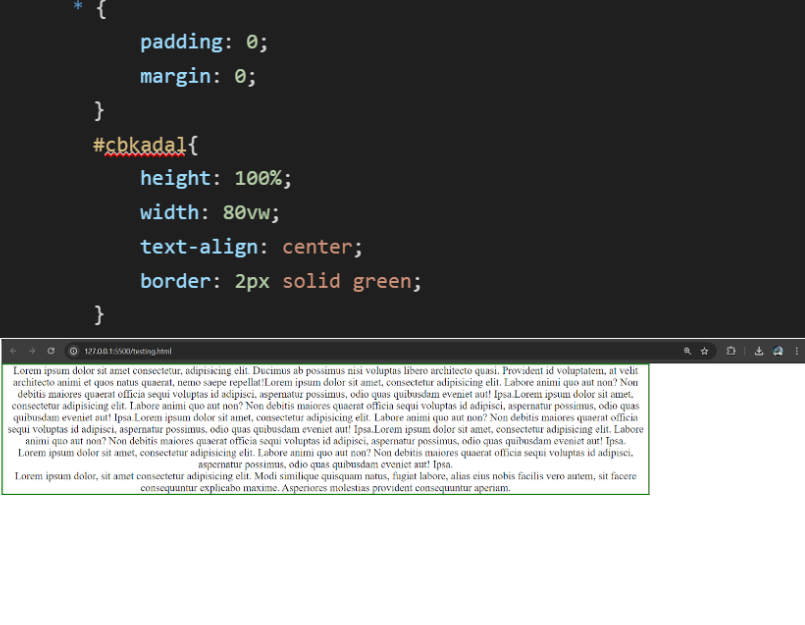 * {
padding: 0;
margin: 0;
}
#cbkadal{
height: 100%;
width: 80vw;
text-align: center;
border: 2px solid green;
}
127.0.0.1:5500/testing.html
Lorem ipsum dolor sit amet consectetur, adipisicing elit. Ducimus ab possimus nisi voluptas libero architecto quasi. Provident id voluptatem, at velit
architecto animi et quos natus quaerat, nemo saepe repellat!Lorem ipsum dolor sit amet, consectetur adipisicing elit. Labore animi quo aut non? Non
debitis maiores quaerat officia sequi voluptas id adipisci, aspernatur possimus, odio quas quibusdam eveniet aut! Ipsa.Lorem ipsum dolor sit amet,
consectetur adipisicing elit. Labore animi quo aut non? Non debitis maiores quaerat officia sequi voluptas id adipisci, aspernatur possimus, odio quas
quibusdam eveniet aut! Ipsa.Lorem ipsum dolor sit amet, consectetur adipisicing elit. Labore animi quo aut non? Non debitis maiores quaerat officia
sequi voluptas id adipisci, aspernatur possimus, odio quas quibusdam eveniet aut! Ipsa.Lorem ipsum dolor sit amet, consectetur adipisicing elit. Labore
animi quo aut non? Non debitis maiores quaerat officia sequi voluptas id adipisci, aspernatur possimus, odio quas quibusdam eveniet aut! Ipsa.
Lorem ipsum dolor sit amet, consectetur adipisicing elit. Labore animi quo aut non? Non debitis maiores quaerat officia sequi voluptas id adipisci,
aspernatur possimus, odio quas quibusdam eveniet aut! Ipsa.
Lorem ipsum dolor, sit amet consectetur adipisicing elit. Modi similique quisquam natus, fugiat labore, alias eius nobis facilis vero autem, sit facere
consequuntur explicabo maxime. Asperiores molestias provident consequuntur aperiam.